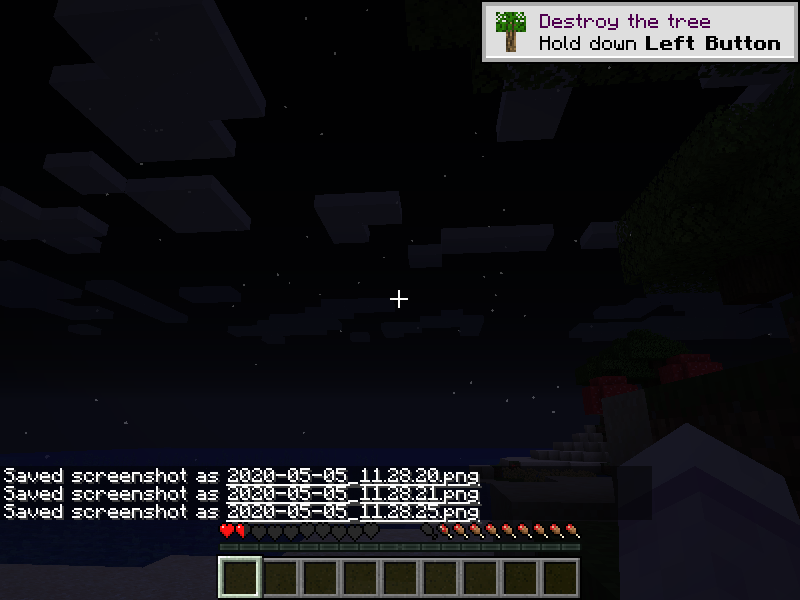 Destroy the tree
Hold down Left Button
Saved screenshot as 2020-05-05_11.28.20.png
Saved screenshot as 2020-05-05_11.28.21.png
Saved screenshot as 2020-05-05_11.28.25.png